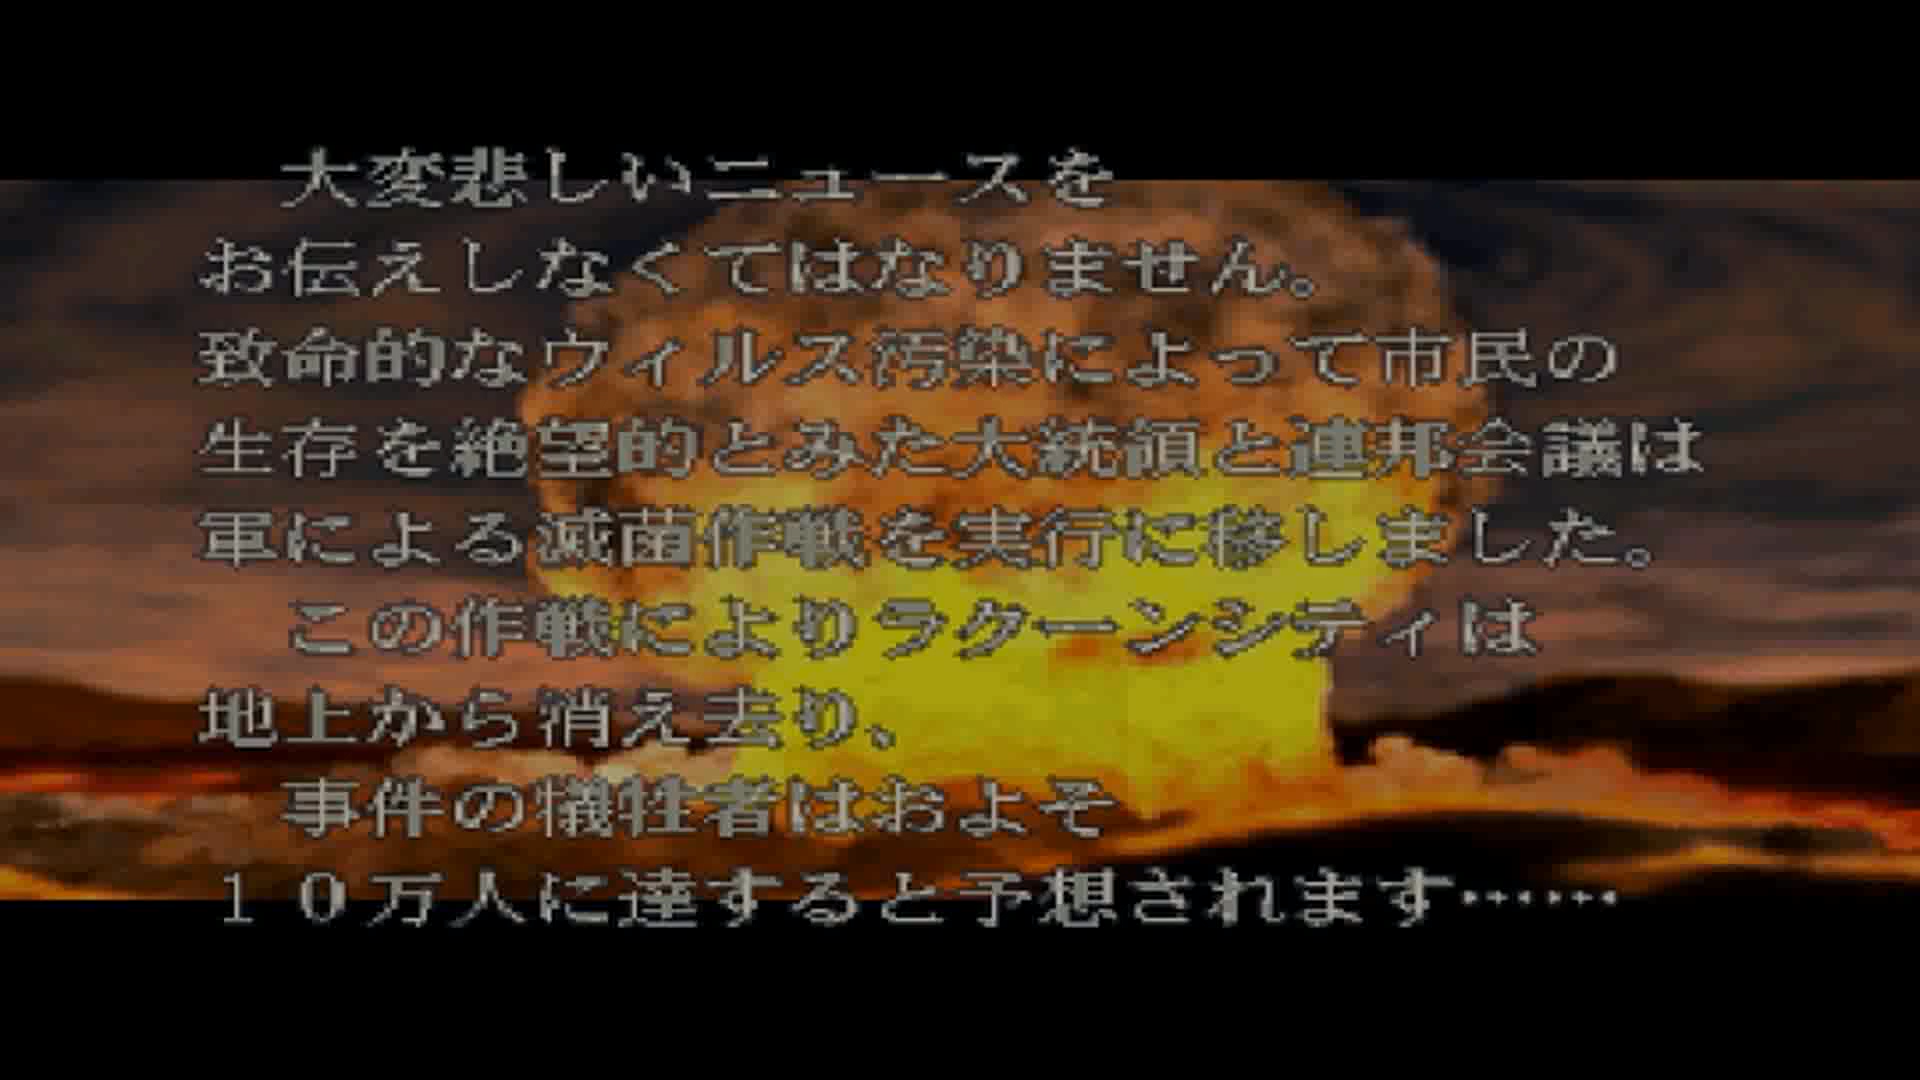 大変悲しいニュースを
お伝えしなくてはなりません。
致命的なウィルス汚染によって市民の
生存を絶望的とみた大統領と連邦会議は
軍による滅菌作戦を実行に移しました。
この作戦によりラクーンシティは
地上から消え去り、
事件の犠牲者はおよそ
１０万人に達すると予想されます……